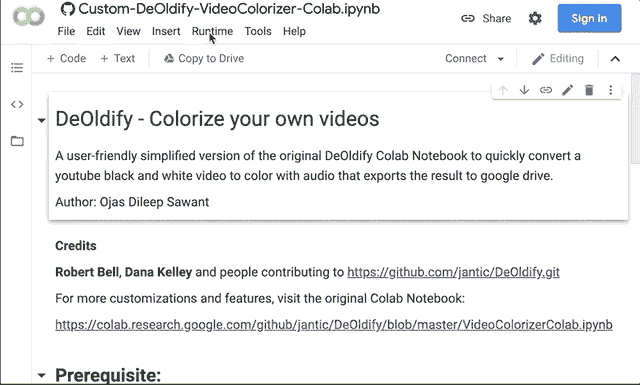 Custom-DeOldify-VideoColorizer-Colab.ipynb
Share
Sign in
File Edit View Insert Runtime Tools Help
+ Code + Text Copy to Drive Connect Editing
DeOldify - Colorize your own videos
A user-friendly simplified version of the original DeOldify Colab Notebook to quickly convert a
youtube black and white video to color with audio that exports the result to google drive.
Author: Ojas Dileep Sawant
Credits
Robert Bell, Dana Kelley and people contributing to https://github.com/jantic/DeOldify.git
For more customizations and features, visit the original Colab Notebook:
https://colab.research.google.com/github/jantic/DeOldify/blob/master/VideoColorizerColab.ipynb
Prerequisite: